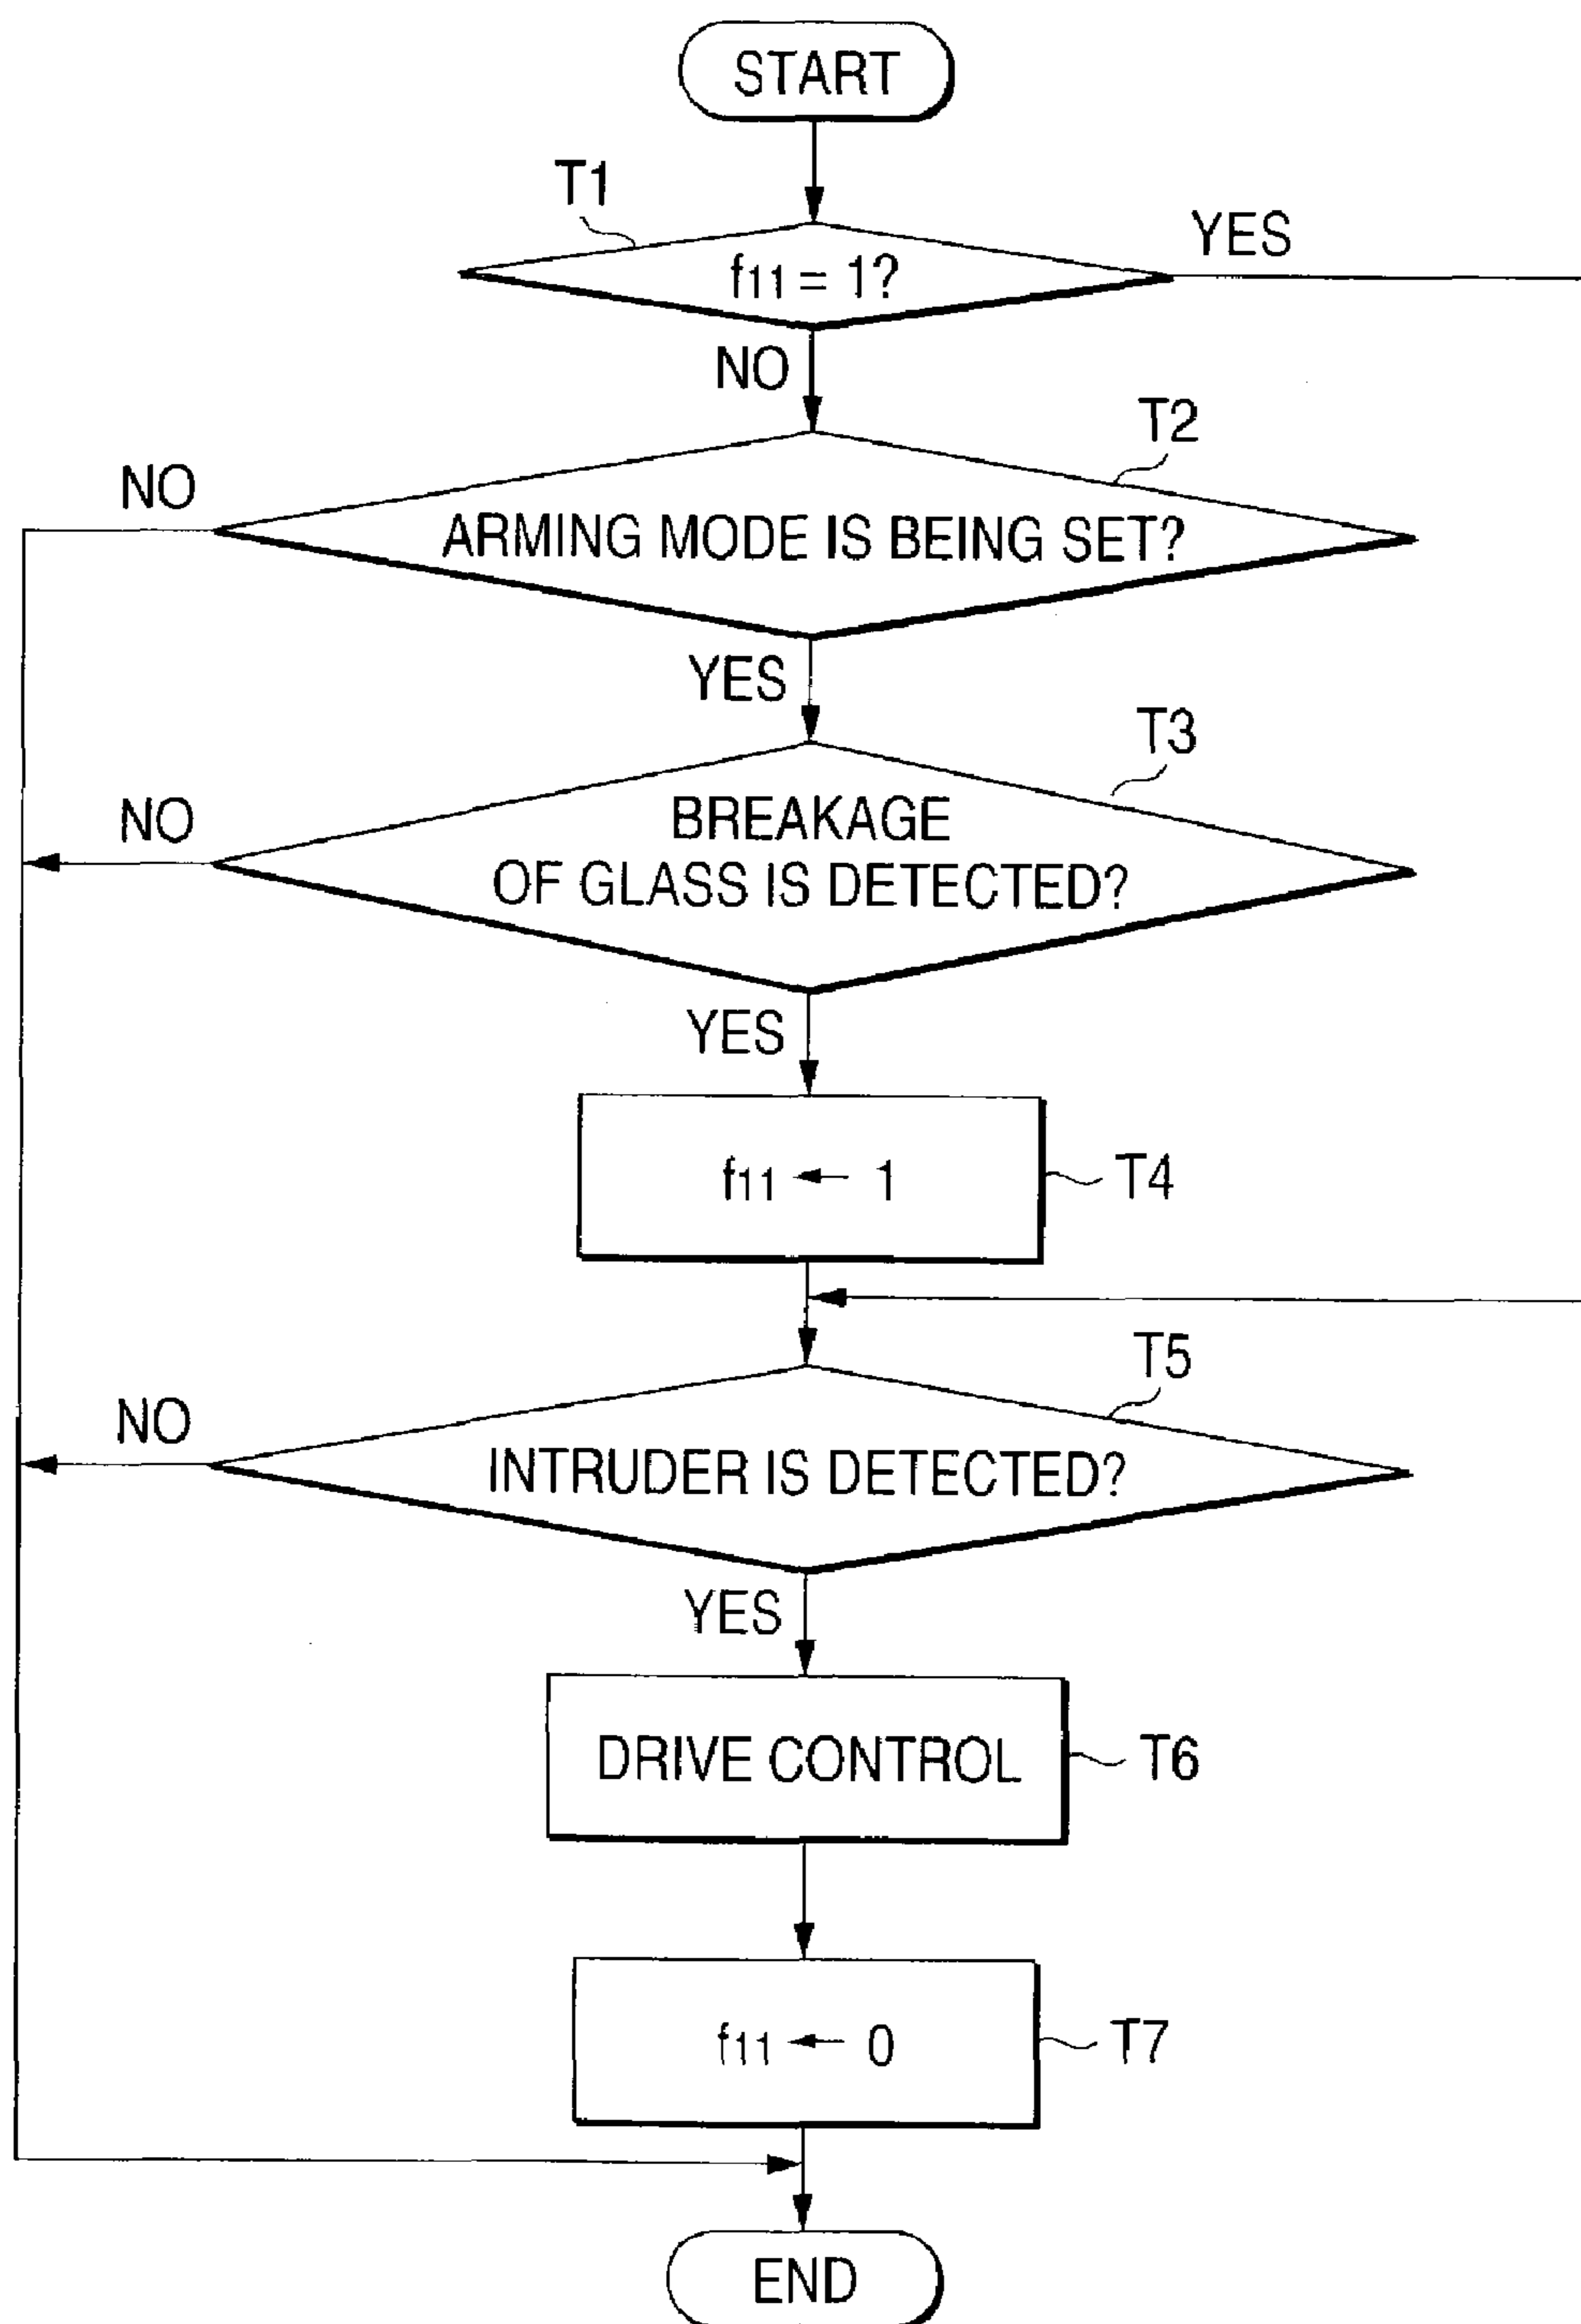 START
T1
f11 = 1?
YES
NO
T2
NO
ARMING MODE IS BEING SET?
YES
T3
NO
BREAKAGE
OF GLASS IS DETECTED?
YES
f11 ← 1
T4
T5
NO
INTRUDER IS DETECTED?
YES
DRIVE CONTROL
T6
f11 ← 0
T7
END